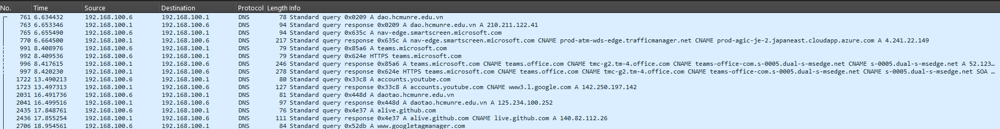 No. Time Source Destination Protocol Length Info
761 6.634432 192.168.100.6 192.168.100.1 DNS 78 Standard query 0x0209 A dao.hcmunre.edu.vn
763 6.653346 192.168.100.1 192.168.100.6 DNS 94 Standard query response 0x0209 A dao.hcmunre.edu.vn A 210.211.122.41
765 6.655490 192.168.100.6 192.168.100.1 DNS 94 Standard query 0x635c A nav-edge.smartscreen.microsoft.com
770 6.664500 192.168.100.1 192.168.100.6 DNS 217 Standard query response 0x635c A nav-edge.smartscreen.microsoft.com CNAME prod-atm-wds-edge.trafficmanager.net CNAME prod-agic-je-2.japaneast.cloudapp.azure.com A 4.241.22.149
991 8.408976 192.168.100.6 192.168.100.1 DNS 79 Standard query 0x85a6 A teams.microsoft.com
992 8.409536 192.168.100.6 192.168.100.1 DNS 79 Standard query 0x624e HTTPS teams.microsoft.com
996 8.417615 192.168.100.1 192.168.100.6 DNS 246 Standard query response 0x85a6 A teams.microsoft.com CNAME teams.office.com CNAME tmc-g2.tm-4.office.com CNAME teams-office-com.s-0005.dual-s-msedge.net CNAME s-0005.dual-s-msedge.net A 52.123…
997 8.420230 192.168.100.1 192.168.100.6 DNS 278 Standard query response 0x624e HTTPS teams.microsoft.com CNAME teams.office.com CNAME tmc-g2.tm-4.office.com CNAME teams-office-com.s-0005.dual-s-msedge.net CNAME s-0005.dual-s-msedge.net SOA …
1722 13.490213 192.168.100.6 192.168.100.1 DNS 80 Standard query 0x33c8 A accounts.youtube.com
1723 13.497313 192.168.100.1 192.168.100.6 DNS 127 Standard query response 0x33c8 A accounts.youtube.com CNAME www3.l.google.com A 142.250.197.142
2031 16.491736 192.168.100.6 192.168.100.1 DNS 81 Standard query 0x448d A daotao.hcmunre.edu.vn
2041 16.499516 192.168.100.1 192.168.100.6 DNS 97 Standard query response 0x448d A daotao.hcmunre.edu.vn A 125.234.100.252
2435 17.848761 192.168.100.6 192.168.100.1 DNS 76 Standard query 0x4e37 A alive.github.com
2436 17.855254 192.168.100.1 192.168.100.6 DNS 111 Standard query response 0x4e37 A alive.github.com CNAME live.github.com A 140.82.112.26
2706 18.954561 192.168.100.6 192.168.100.1 DNS 84 Standard query 0x52db A www.googletagmanager.com